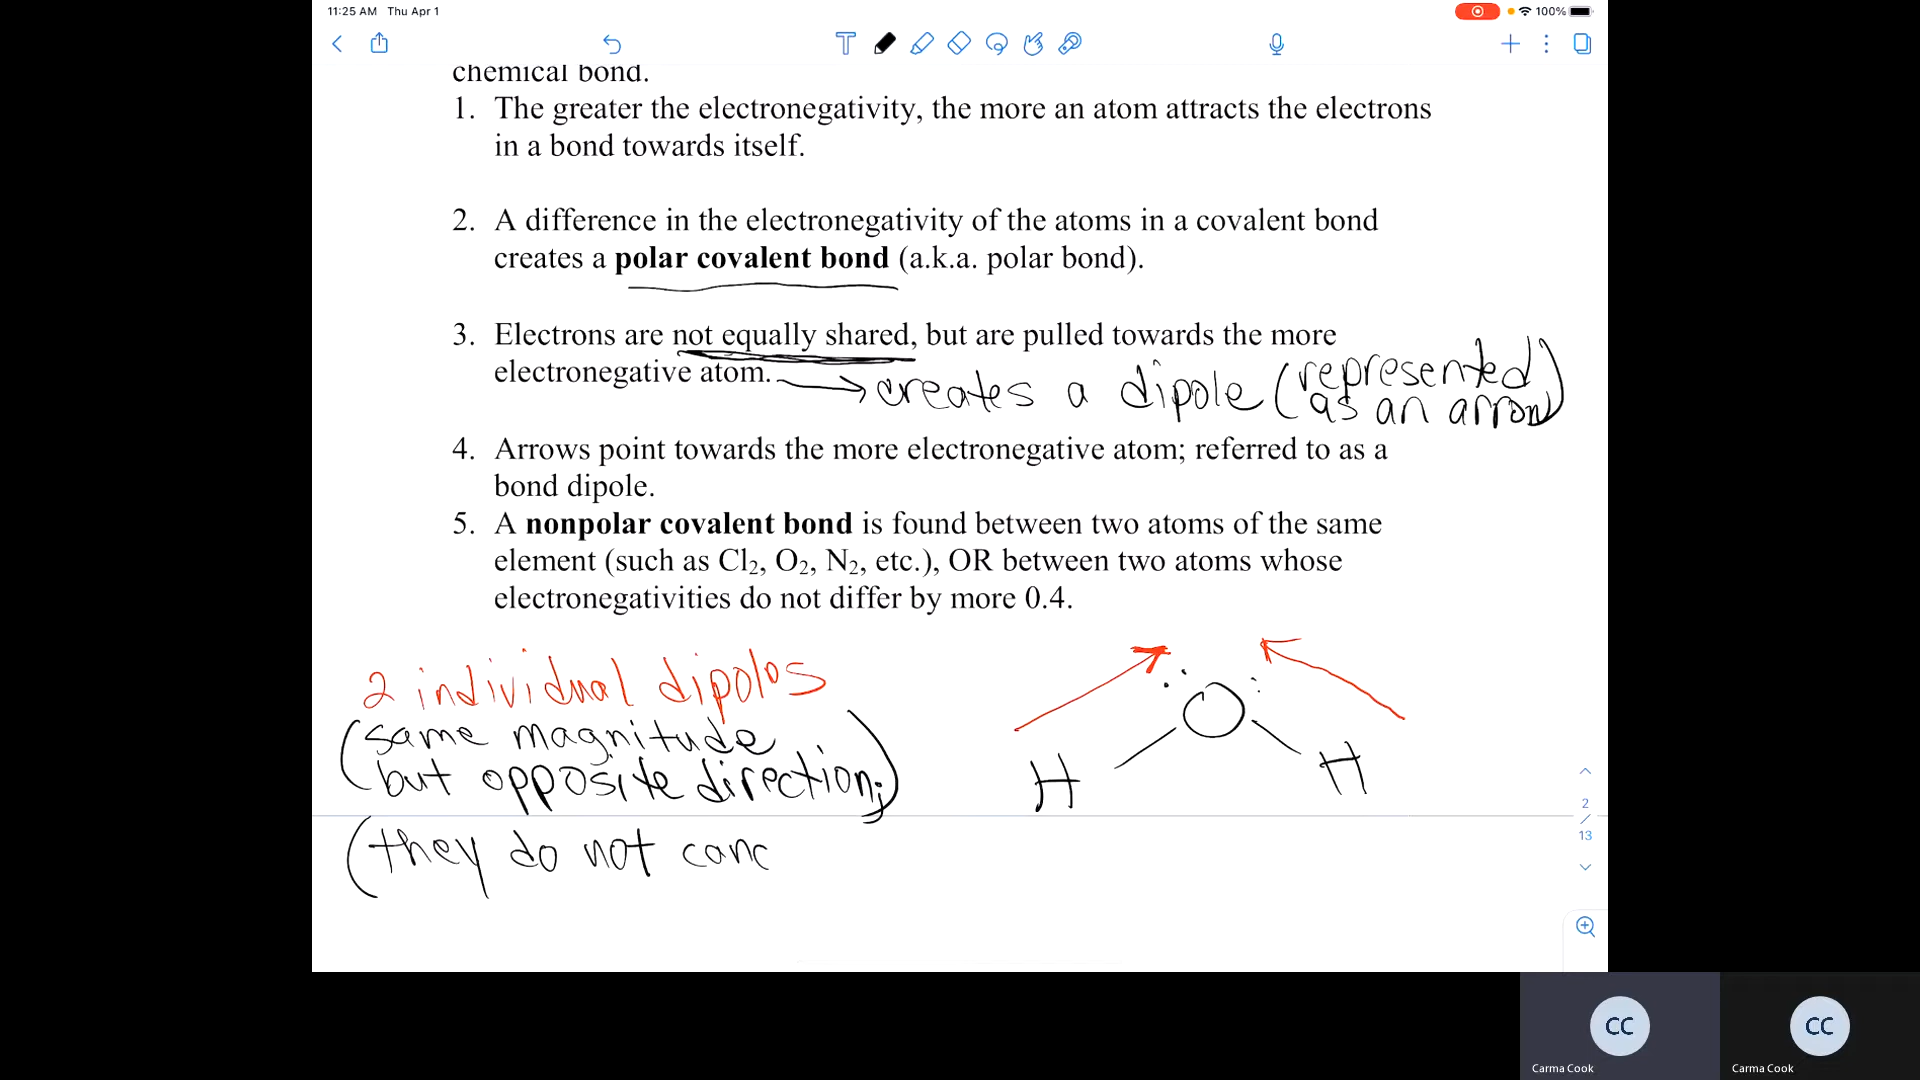 11:25 AM Thu Apr 1
100%
chemical bond.
1. The greater the electronegativity, the more an atom attracts the electrons
in a bond towards itself.
2. A difference in the electronegativity of the atoms in a covalent bond
creates a polar covalent bond (a.k.a. polar bond).
3. Electrons are not equally shared, but are pulled towards the more
electronegative atom.
creates a dipole (represented
as an arrow)
4. Arrows point towards the more electronegative atom; referred to as a
bond dipole.
5. A nonpolar covalent bond is found between two atoms of the same
element (such as Cl₂, O₂, N₂, etc.), OR between two atoms whose
electronegativities do not differ by more 0.4.
2 individual dipoles
(same magnitude
but opposite direction;)
(they do not canc
O
H H
2
/
13
CC CC
Carma Cook Carma Cook